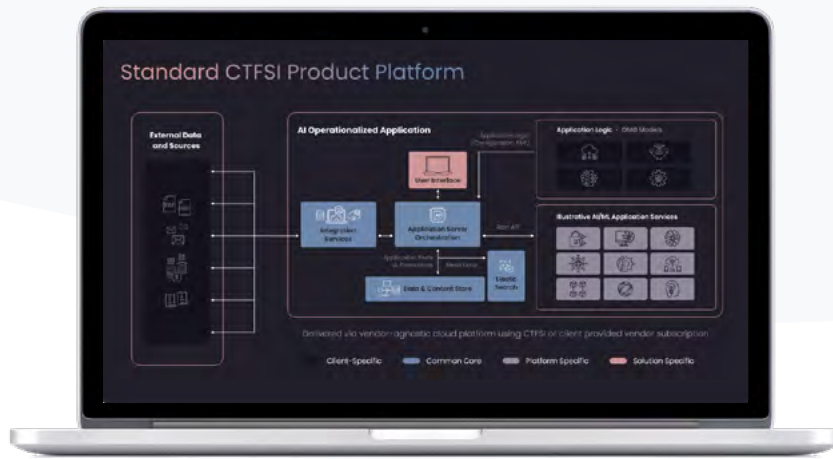 Standard CTFSI Product Platform
External Data
and Sources
AI Operationalized Application
User Interface
Integration
Services
Application Server
Orchestration
Application Logic
(Configuration XML)
Rest API
Data & Content Store
Elastic
Search
Application Logic -
Models
Illustrative AI/ML Application Services
Delivered via vendor-agnostic cloud platform using CTFSI or client provided vendor subscription
Client-Specific
Common Core
Platform Specific
Solution Specific